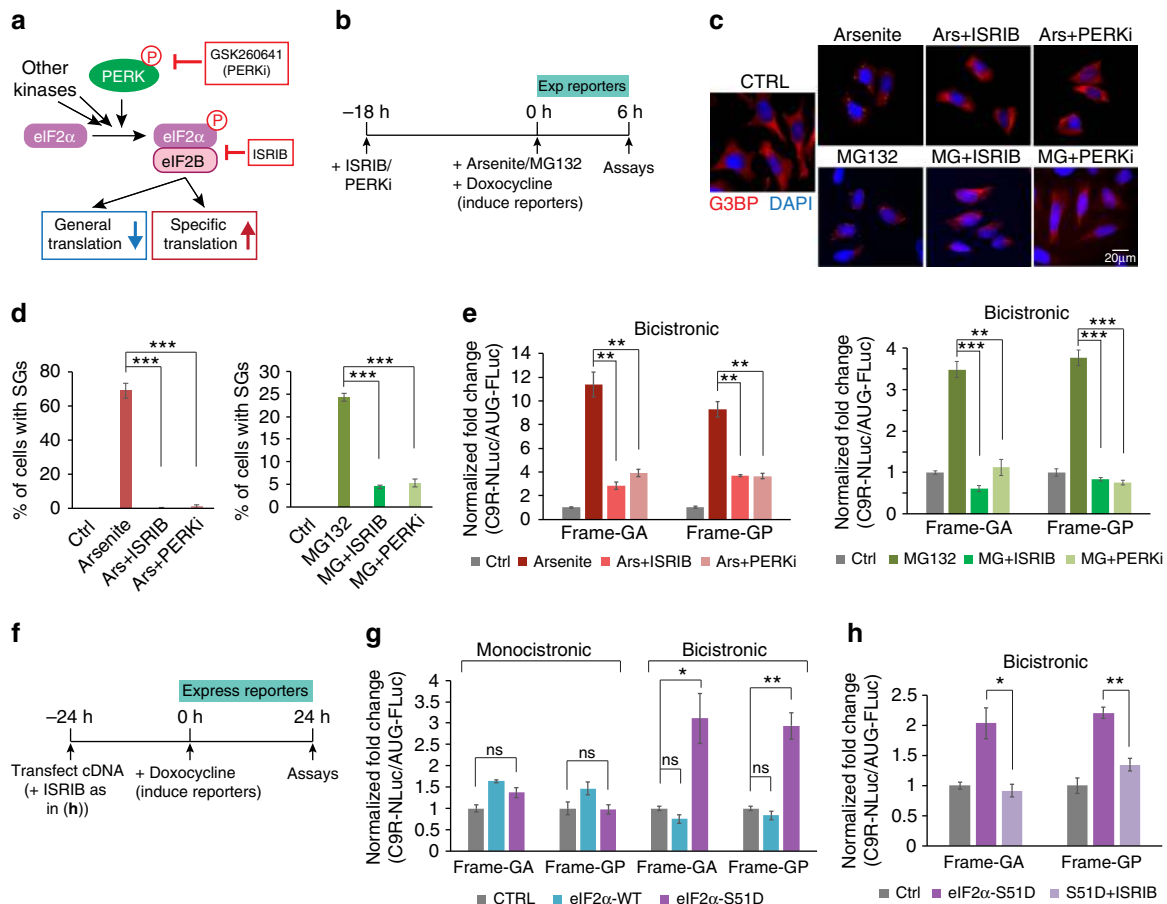 a
Other
kinases
PERK
P
GSK260641
(PERKi)
eIF2α
eIF2α
P
eIF2B
ISRIB
General
translation
Specific
translation
b
Exp reporters
–18 h
0 h
6 h
+ ISRIB/
PERKi
+ Arsenite/MG132
+ Doxocycline
(induce reporters)
Assays
c
CTRL
Arsenite
Ars+ISRIB
Ars+PERKi
MG132
MG+ISRIB
MG+PERKi
G3BP DAPI
20µm
d
% of cells with SGs
80
60
40
20
0
***
***
Ctrl
Arsenite
Ars+ISRIB
Ars+PERKi
% of cells with SGs
30
25
20
15
10
5
0
***
***
Ctrl
MG132
MG+ISRIB
MG+PERKi
e
Bicistronic
Normalized fold change
(C9R-NLuc/AUG-FLuc)
14
12
10
8
6
4
2
0
**
**
**
**
Frame-GA
Frame-GP
Ctrl Arsenite Ars+ISRIB Ars+PERKi
Bicistronic
Normalized fold change
(C9R-NLuc/AUG-FLuc)
4
3
2
1
0
**
***
***
***
Frame-GA
Frame-GP
Ctrl MG132 MG+ISRIB MG+PERKi
f
Express reporters
–24 h
0 h
24 h
Transfect cDNA
(+ ISRIB as
in (h))
+ Doxocycline
(induce reporters)
Assays
g
Monocistronic
Bicistronic
Normalized fold change
(C9R-NLuc/AUG-FLuc)
4
3.5
3
2.5
2
1.5
1
0.5
0
ns
ns
*
ns
**
ns
Frame-GA
Frame-GP
Frame-GA
Frame-GP
CTRL eIF2α-WT eIF2α-S51D
h
Bicistronic
Normalized fold change
(C9R-NLuc/AUG-FLuc)
2.5
2
1.5
1
0.5
0
*
**
Frame-GA
Frame-GP
Ctrl eIF2α-S51D S51D+ISRIB